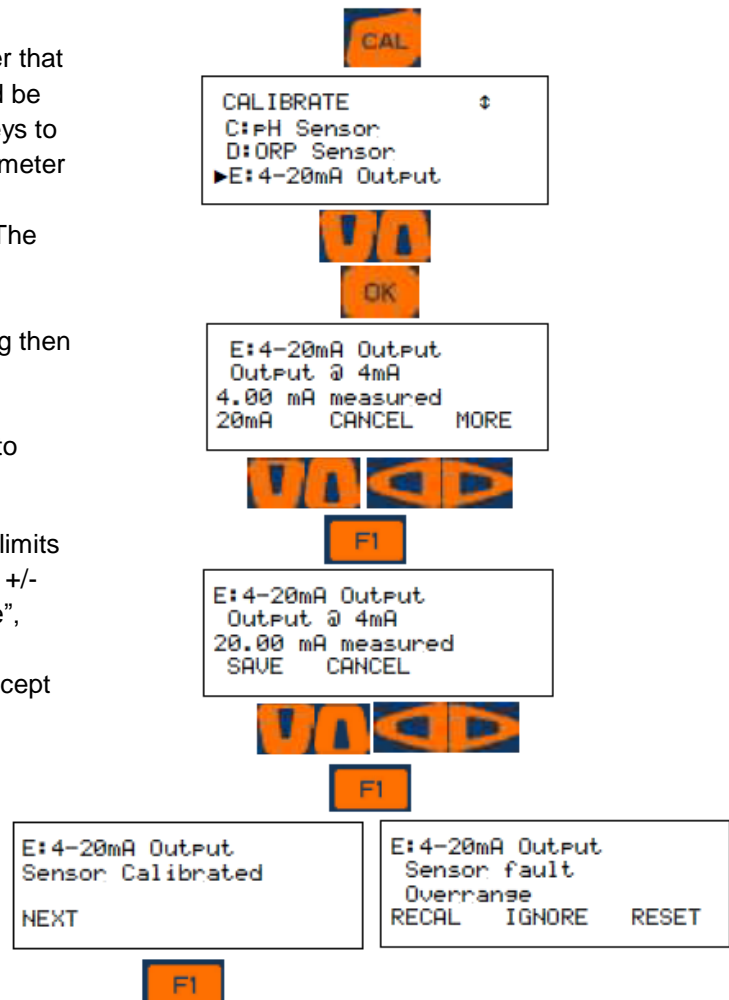 CAL
er that
d be
eys to
meter
The
g then
to
limits
+/-
e”,
cept
CALIBRATE ↕
C:pH Sensor
D:ORP Sensor
►E:4-20mA Output
OK
E:4-20mA Output
Output @ 4mA
4.00 mA measured
20mA CANCEL MORE
F1
E:4-20mA Output
Output @ 4mA
20.00 mA measured
SAVE CANCEL
F1
E:4-20mA Output
Sensor Calibrated
NEXT
E:4-20mA Output
Sensor fault
Overrange
RECAL IGNORE RESET
F1